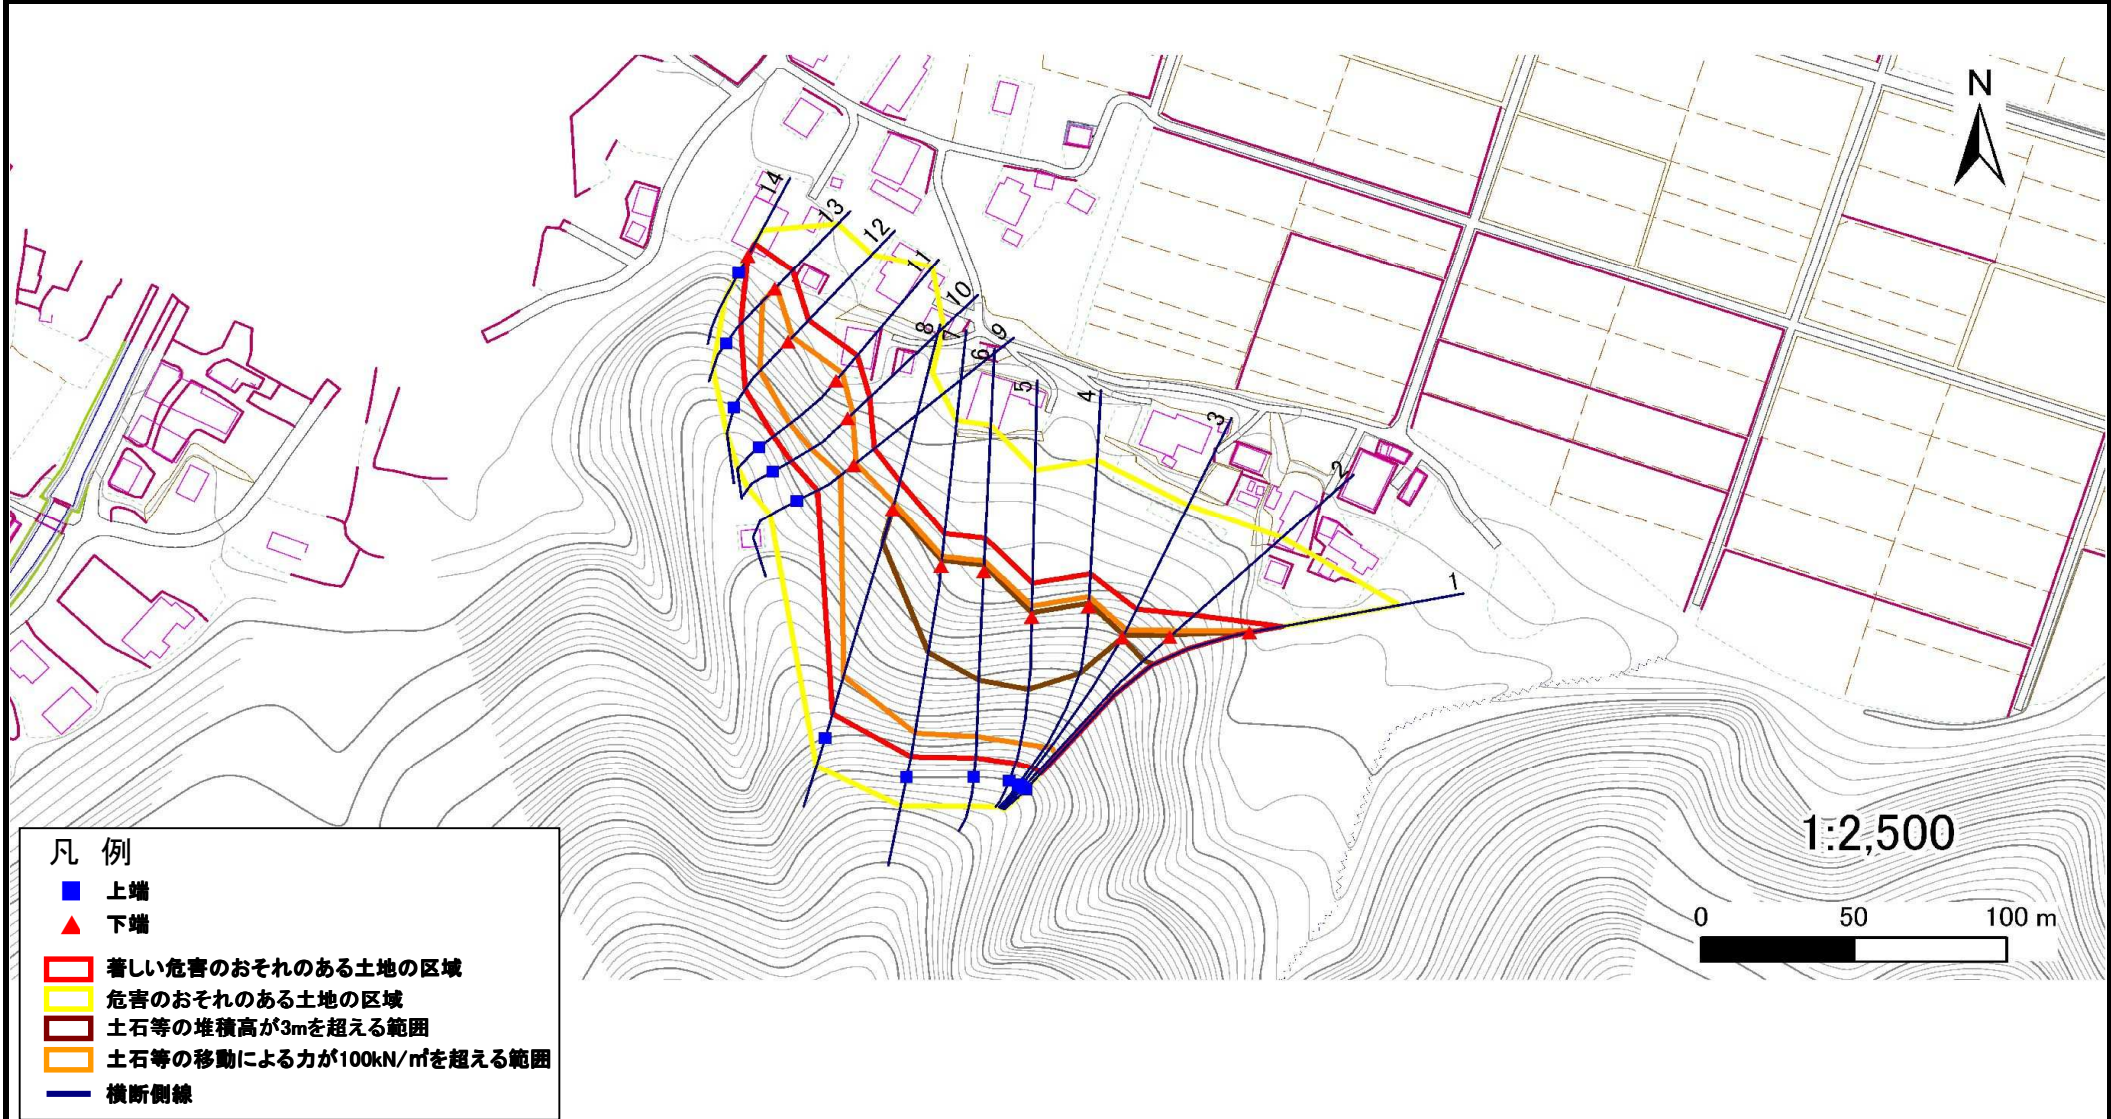 N
14
13
12
11
10
9
8
7
6
5
4
3
2
1
1:2,500
0 50 100 m
凡 例
上端
下端
著しい危害のおそれのある土地の区域
危害のおそれのある土地の区域
土石等の堆積高が3mを超える範囲
土石等の移動による力が100kN/㎡を超える範囲
横断側線